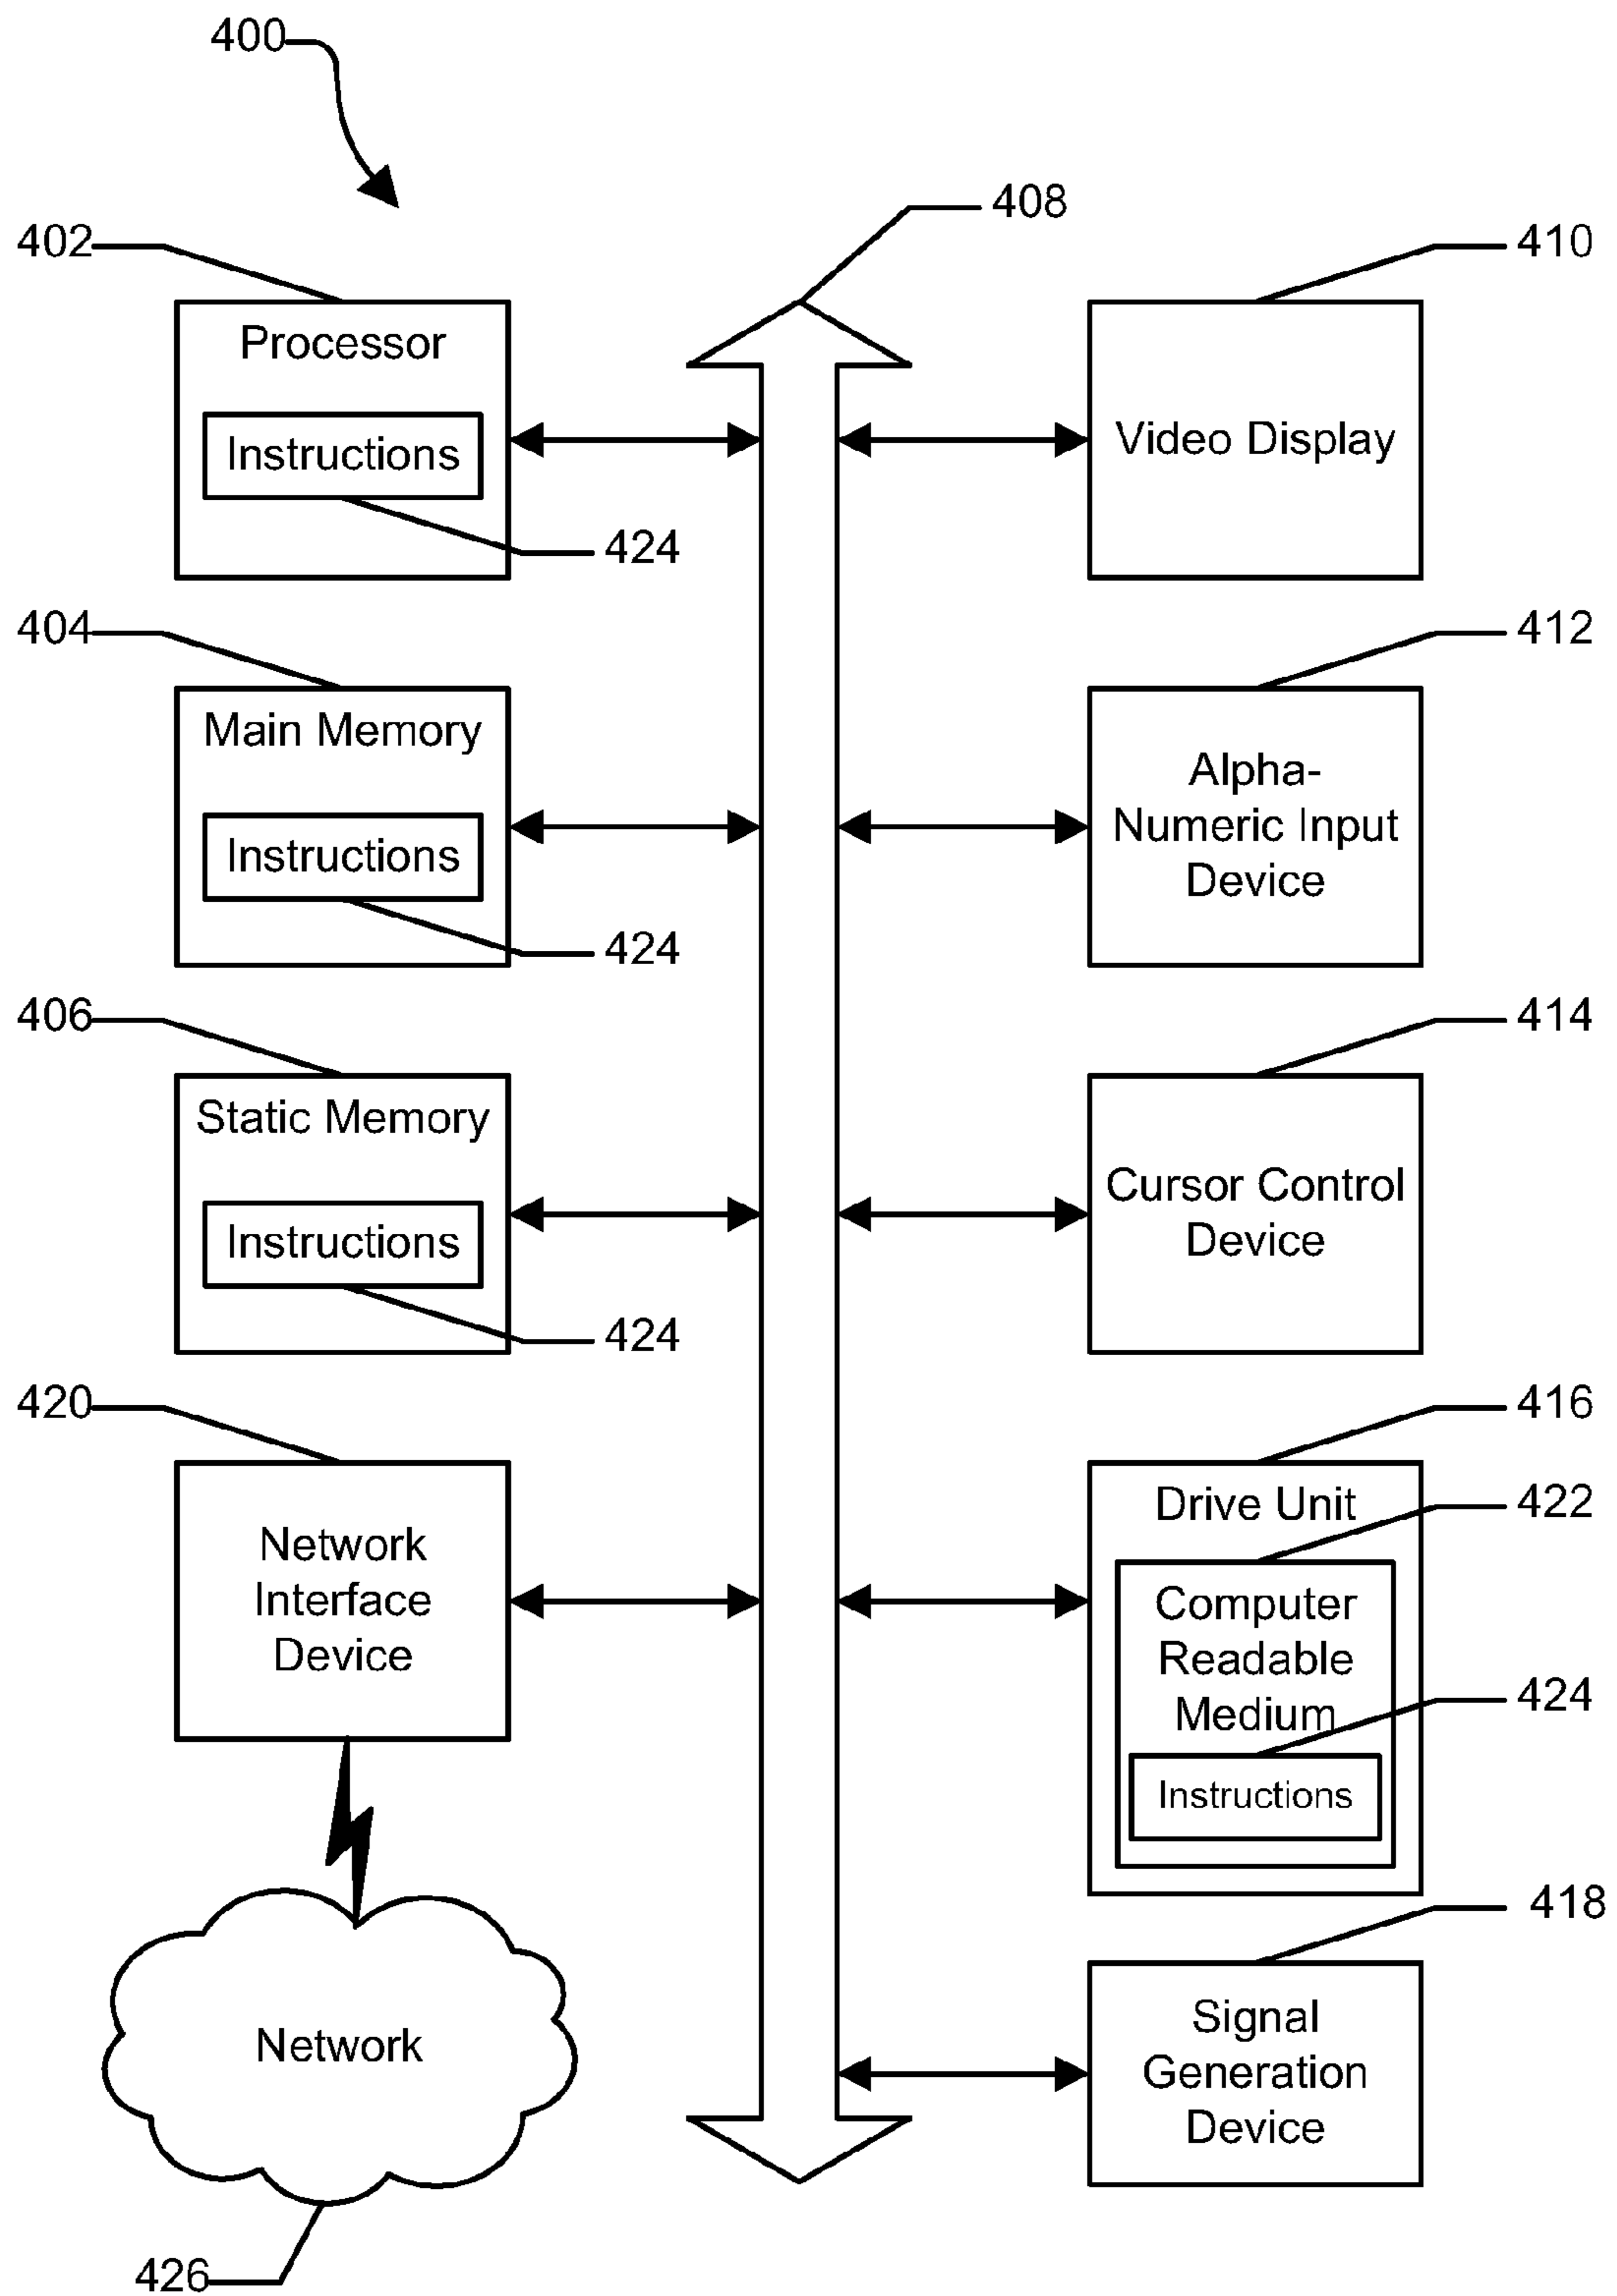 400
408
402
410
Processor
Instructions
Video Display
424
404
412
Main Memory
Instructions
Alpha-
Numeric Input
Device
424
406
414
Static Memory
Instructions
Cursor Control
Device
424
420
416
Drive Unit
422
Network
Interface
Device
Computer
Readable
Medium
424
Instructions
418
Network
Signal
Generation
Device
426